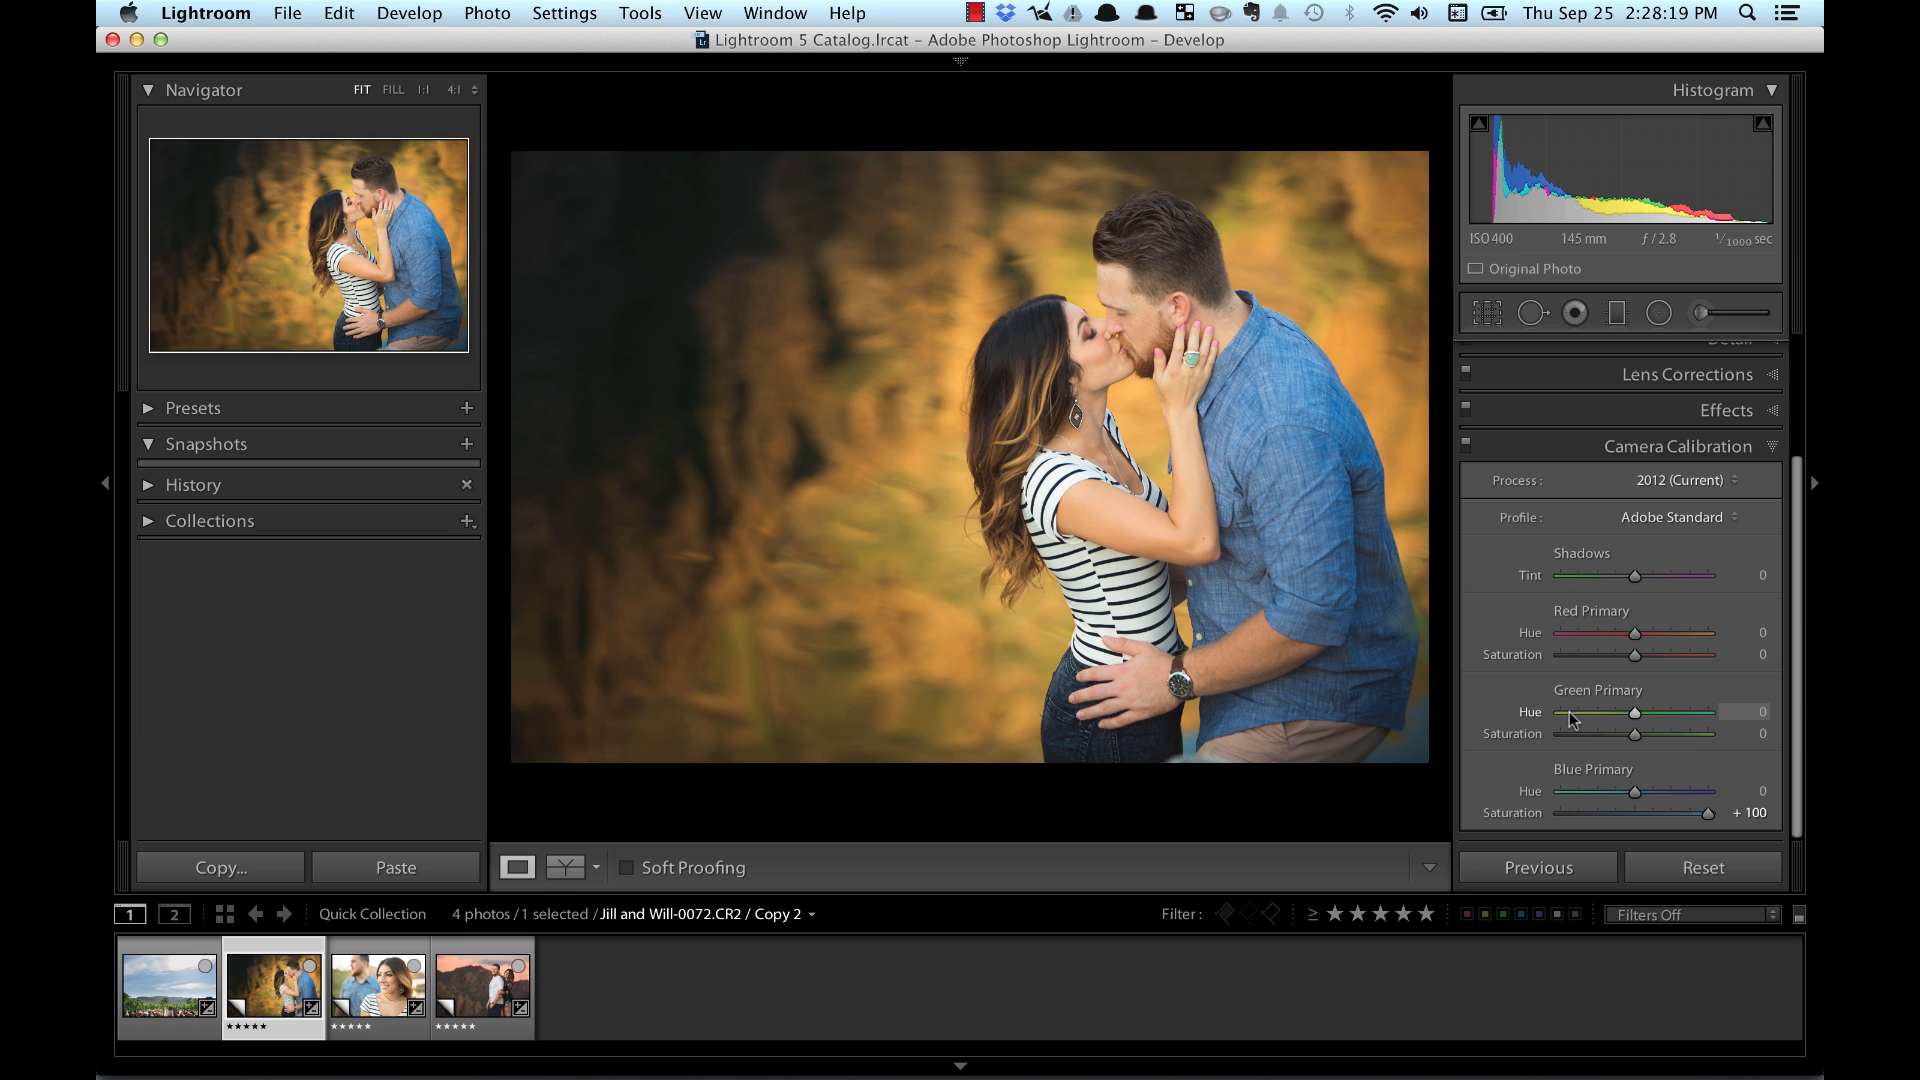 Lightroom File Edit Develop Photo Settings Tools View Window Help Thu Sep 25 2:28:19 PM
Lightroom 5 Catalog.lrcat – Adobe Photoshop Lightroom – Develop
Navigator FIT FILL 1:1 4:1
Presets
Snapshots
History
Collections
Copy...
Paste
Histogram
ISO 400 145 mm ƒ / 2.8 1/1000 sec
Original Photo
Detail
Lens Corrections
Effects
Camera Calibration
Process : 2012 (Current)
Profile : Adobe Standard
Shadows
Tint 0
Red Primary
Hue 0
Saturation 0
Green Primary
Hue 0
Saturation 0
Blue Primary
Hue 0
Saturation + 100
Previous
Reset
Soft Proofing
1 2 Quick Collection 4 photos / 1 selected / Jill and Will-0072.CR2 / Copy 2 Filter : ≥ ★★★★★ Filters Off
★★★★★ ★★★★★ ★★★★★